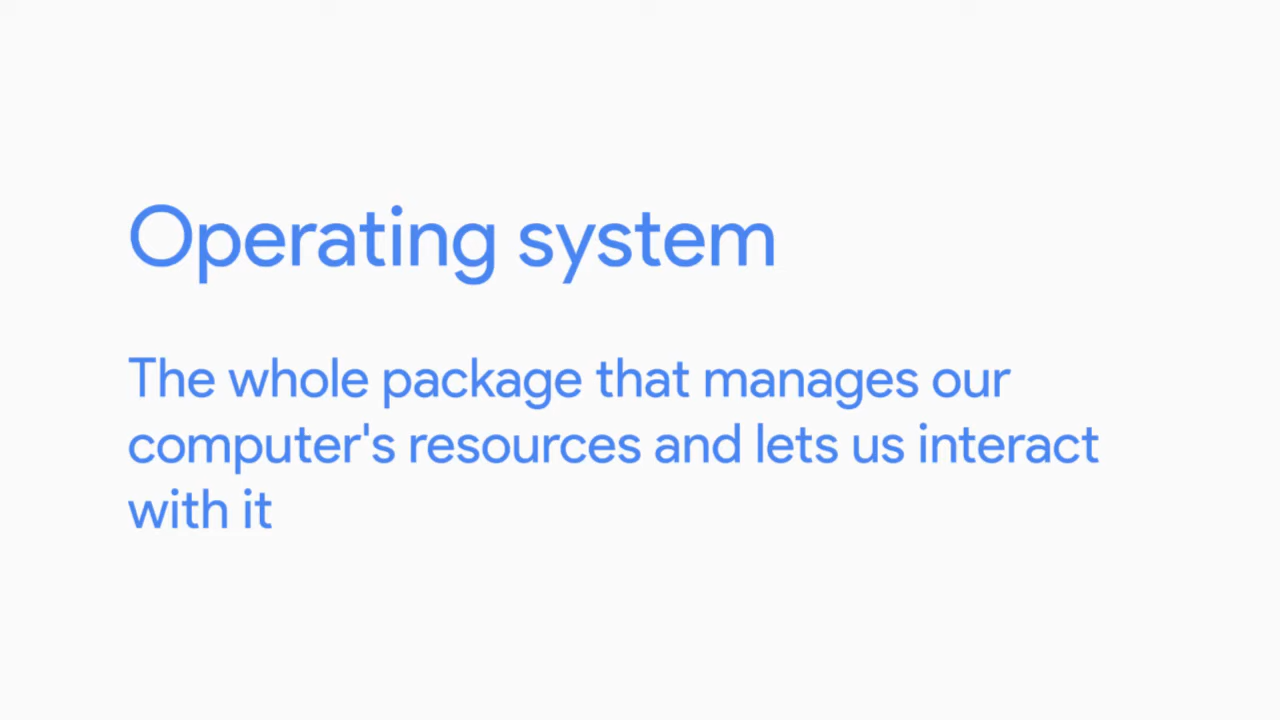 Operating system
The whole package that manages our
computer's resources and lets us interact
with it